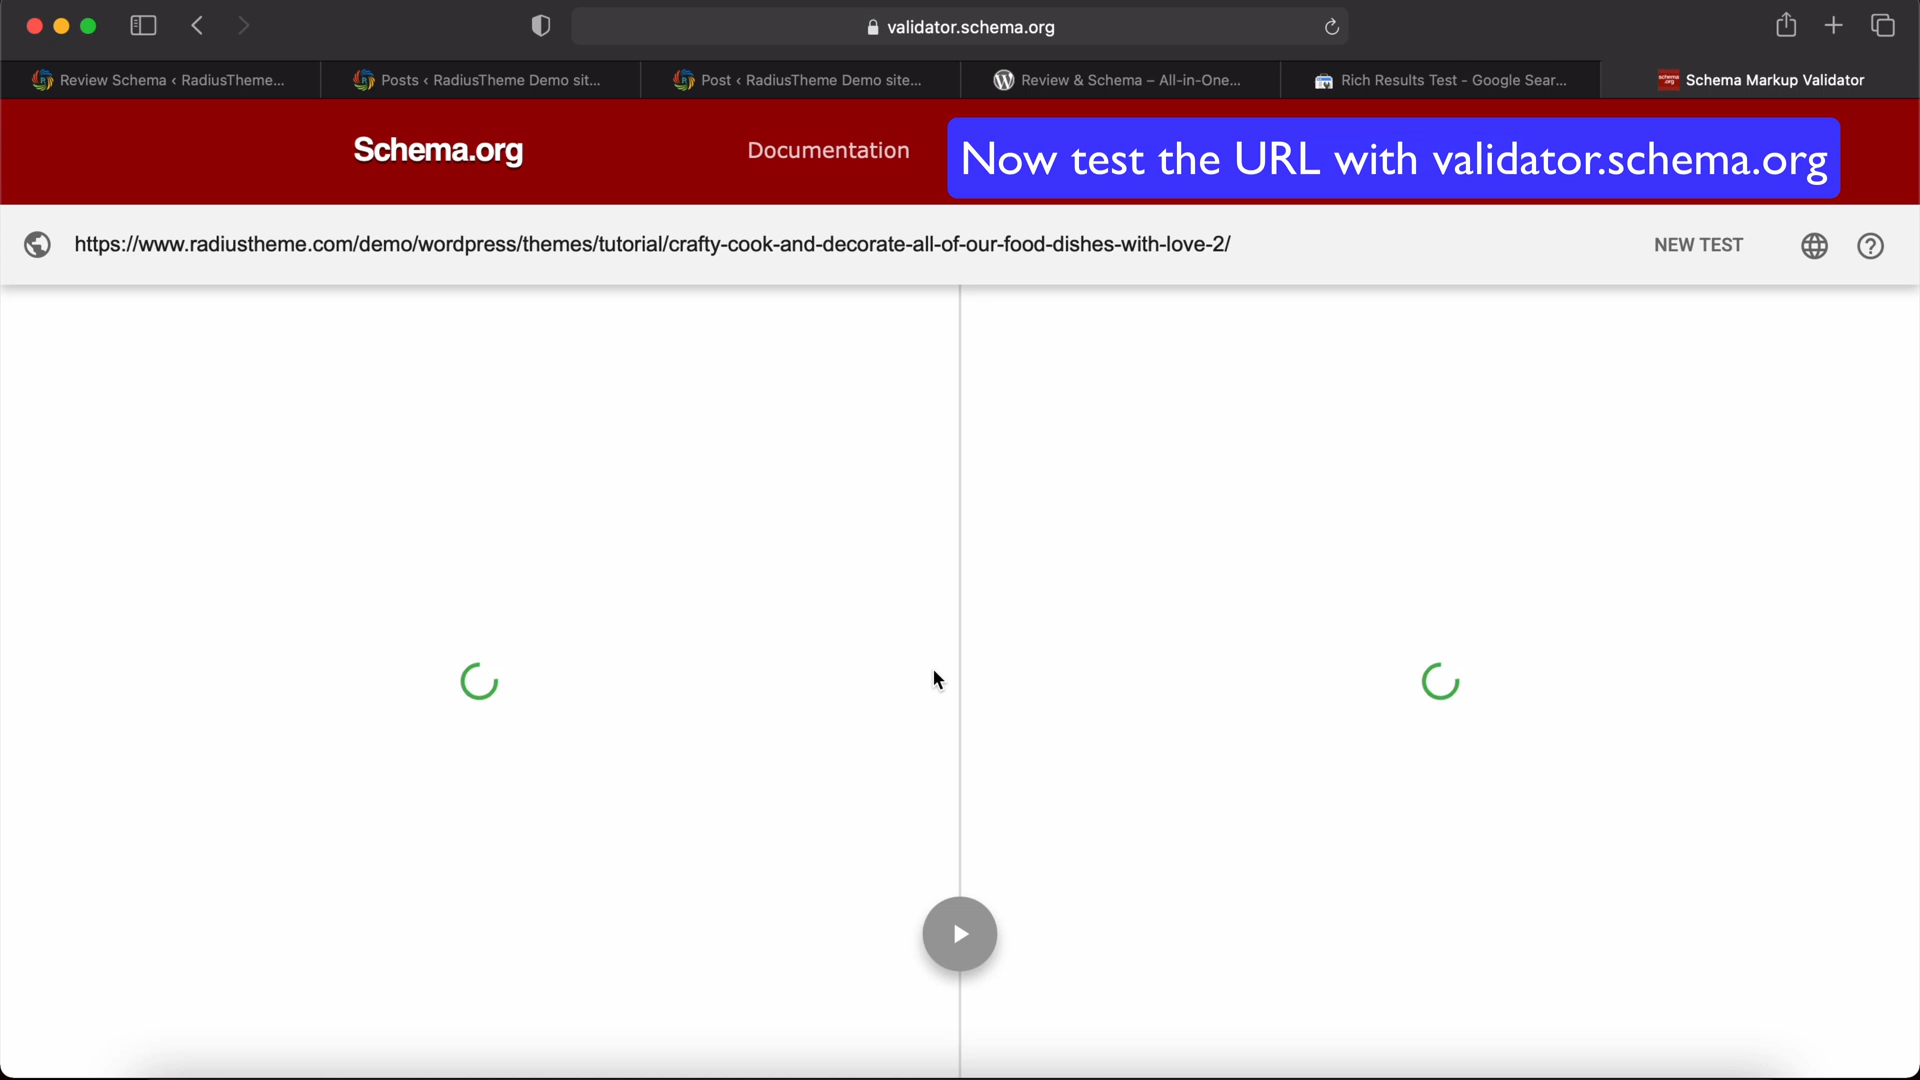 validator.schema.org
Review Schema ‹ RadiusTheme...
Posts ‹ RadiusTheme Demo sit...
Post ‹ RadiusTheme Demo site...
Review & Schema – All-in-One...
Rich Results Test - Google Sear...
Schema Markup Validator
Schema.org
Documentation
Now test the URL with validator.schema.org
https://www.radiustheme.com/demo/wordpress/themes/tutorial/crafty-cook-and-decorate-all-of-our-food-dishes-with-love-2/
NEW TEST